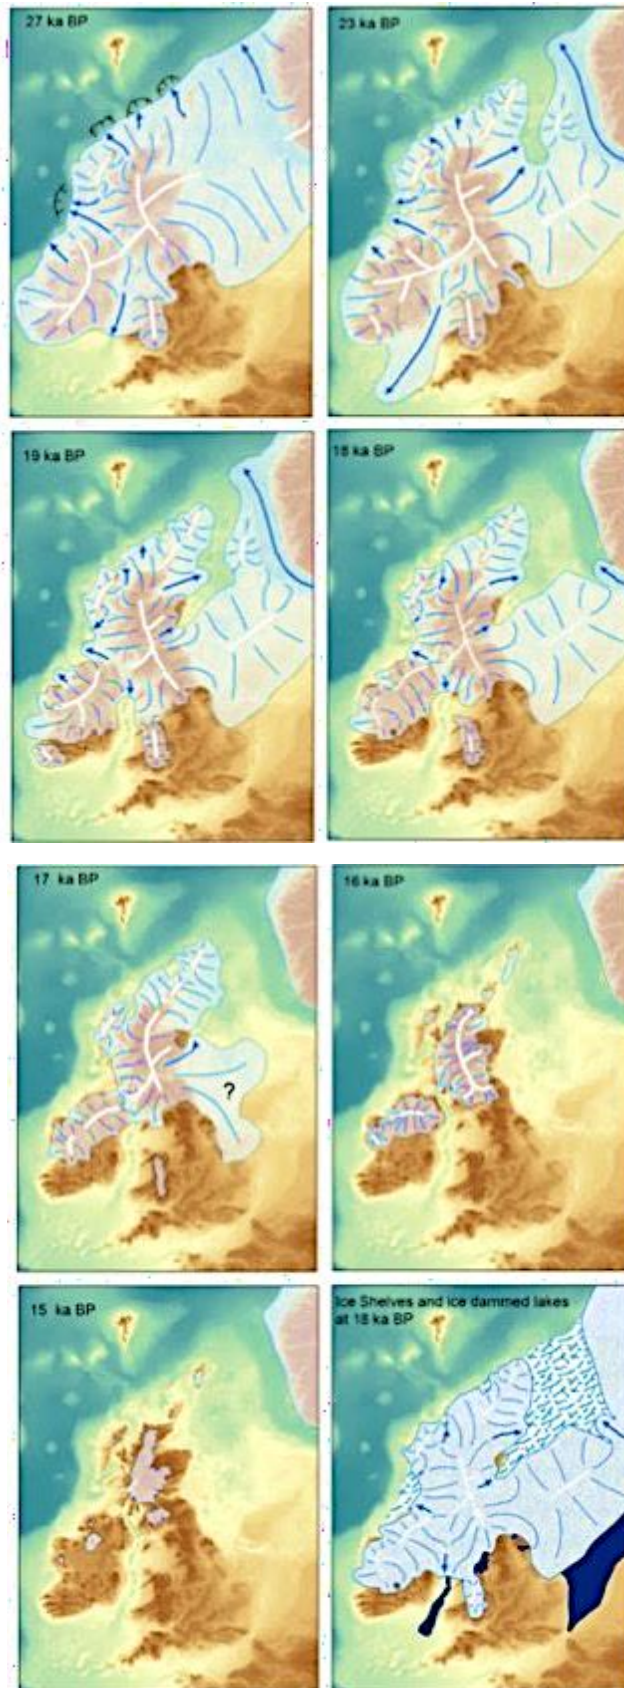 27 ka BP
23 ka BP
19 ka BP
18 ka BP
17 ka BP
?
16 ka BP
15 ka BP
Ice Shelves and ice dammed lakes
at 18 ka BP